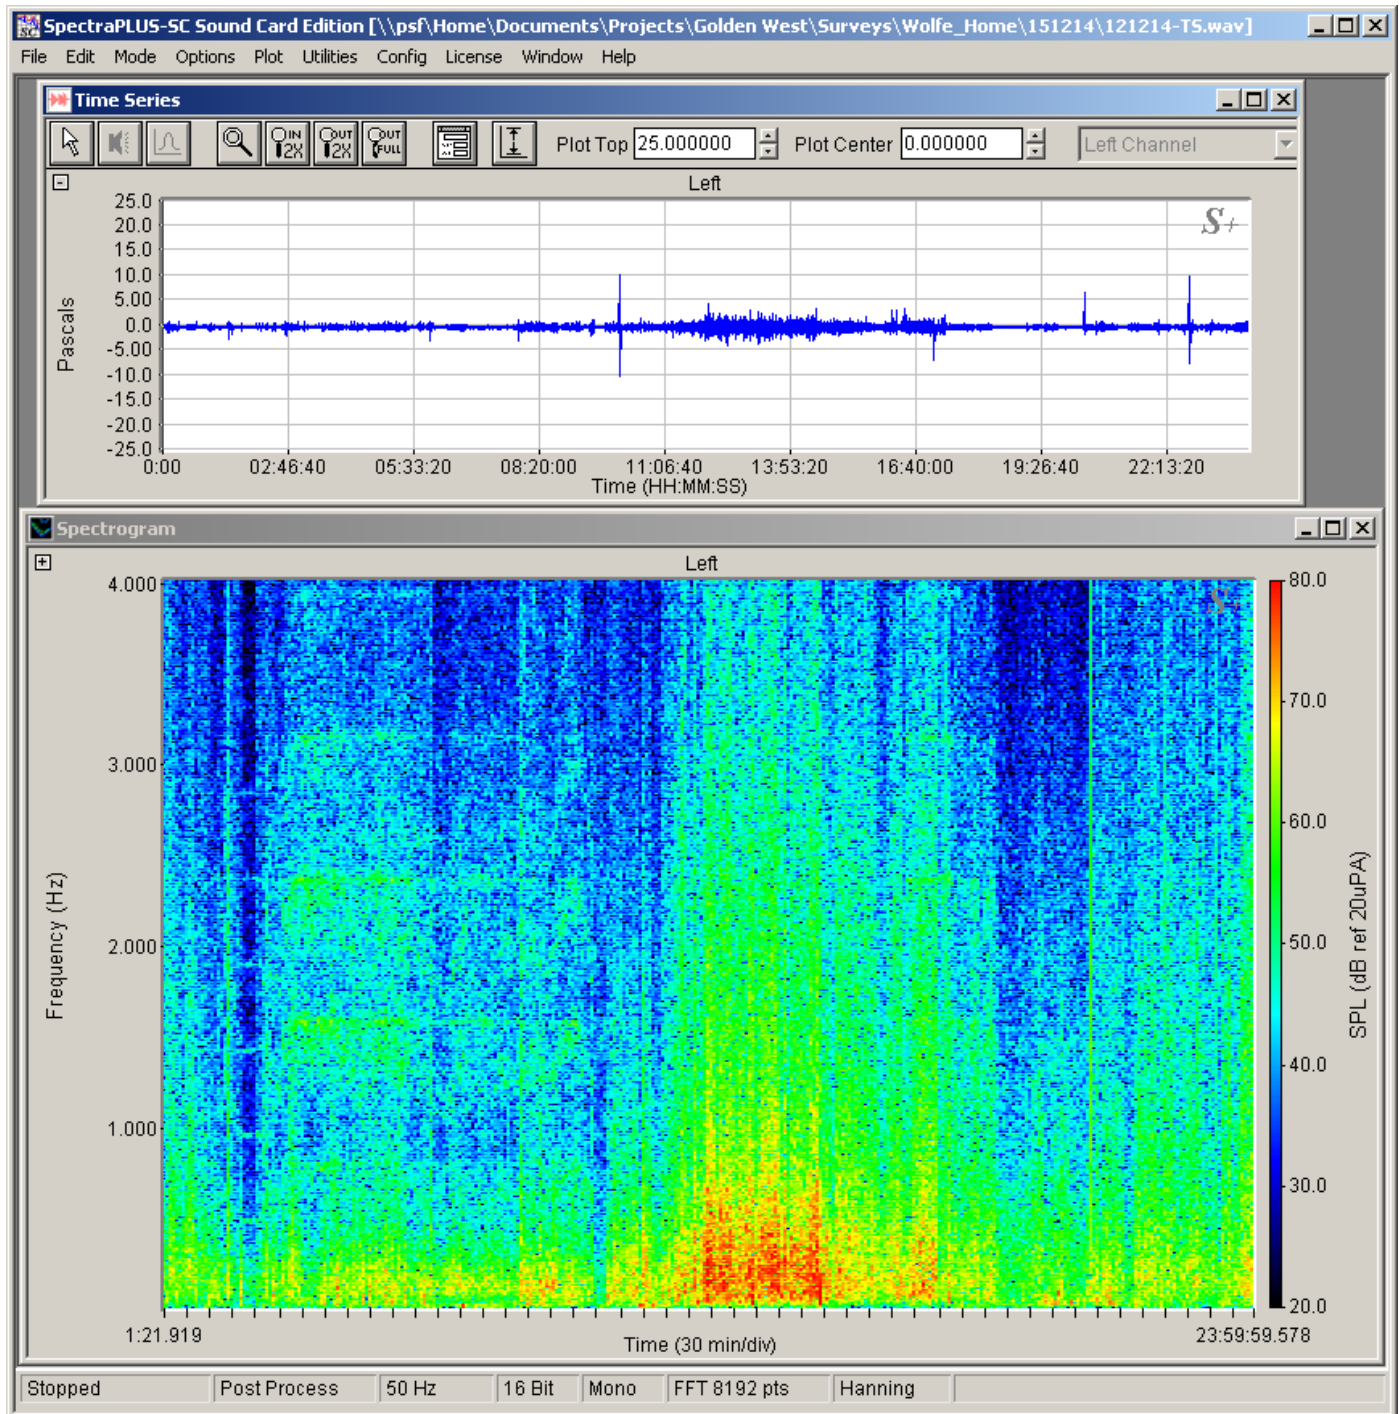 SpectraPLUS-SC Sound Card Edition [\\psf\Home\Documents\Projects\Golden West\Surveys\Wolfe_Home\151214\121214-TS.wav]
File Edit Mode Options Plot Utilities Config License Window Help
Time Series
IN 2X OUT 2X OUT FULL Plot Top 25.000000 Plot Center 0.000000 Left Channel
Left
S+
25.0
20.0
15.0
10.0
5.00
0.0
-5.00
-10.0
-15.0
-20.0
-25.0
Pascals
0:00 02:46:40 05:33:20 08:20:00 11:06:40 13:53:20 16:40:00 19:26:40 22:13:20
Time (HH:MM:SS)
Spectrogram
Left
S+
4.000
3.000
2.000
1.000
Frequency (Hz)
80.0
70.0
60.0
50.0
40.0
30.0
20.0
SPL (dB ref 20uPA)
1:21.919 23:59:59.578
Time (30 min/div)
Stopped Post Process 50 Hz 16 Bit Mono FFT 8192 pts Hanning